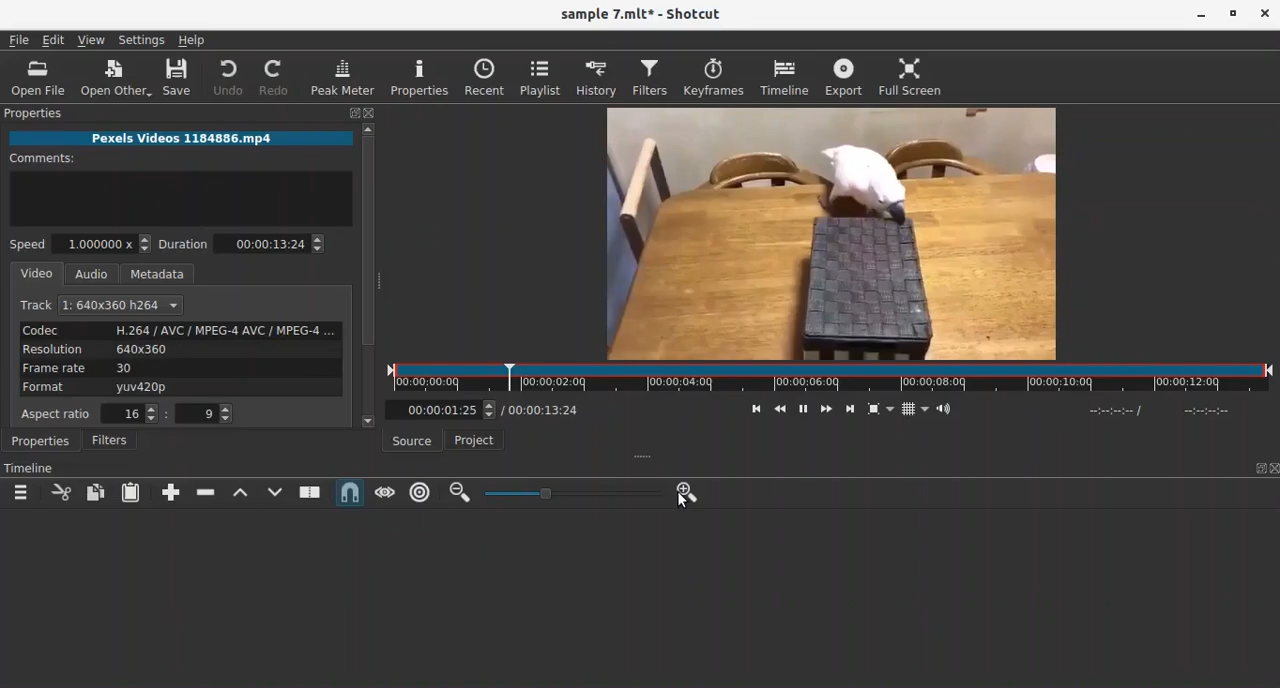 sample 7.mlt* - Shotcut
File Edit View Settings Help
Open File Open Other... Save Undo Redo Peak Meter Properties Recent Playlist History Filters Keyframes Timeline Export Full Screen
Properties
Pexels Videos 1184886.mp4
Comments:
Speed 1.000000 x Duration 00:00:13:24
Video Audio Metadata
Track 1: 640x360 h264
Codec H.264 / AVC / MPEG-4 AVC / MPEG-4 ...
Resolution 640x360
Frame rate 30
Format yuv420p
Aspect ratio 16 : 9
00:00:00:00 00:00:02:00 00:00:04:00 00:00:06:00 00:00:08:00 00:00:10:00 00:00:12:00
00:00:01:25 / 00:00:13:24 --:--:--:-- / --:--:--:--
Properties Filters
Source Project
Timeline